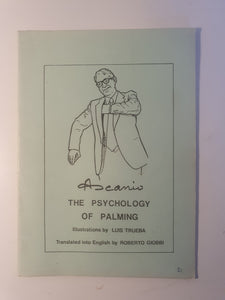 Ascanio
THE PSYCHOLOGY
OF PALMING
Illustrations by LUIS TRUEBA
Translated into English by ROBERTO GIOBBI